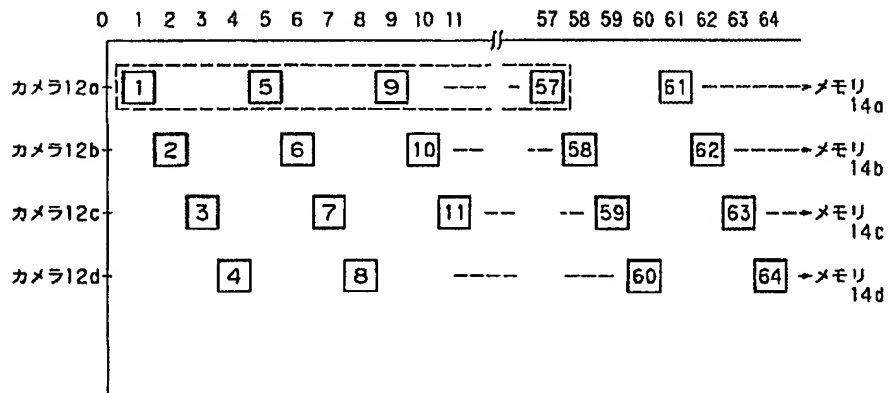 0 1 2 3 4 5 6 7 8 9 10 11 57 58 59 60 61 62 63 64
カメラ12a 1 5 9 57 61 メモリ
14a
カメラ12b 2 6 10 58 62 メモリ
14b
カメラ12c 3 7 11 59 63 メモリ
14c
カメラ12d 4 8 60 64 メモリ
14d